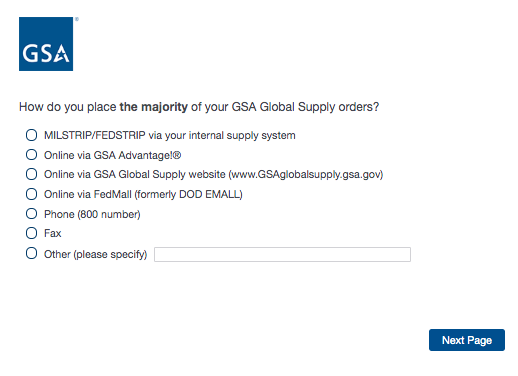 GSA
®
How do you place the majority of your GSA Global Supply orders?
MILSTRIP/FEDSTRIP via your internal supply system
Online via GSA Advantage!®
Online via GSA Global Supply website (www.GSAglobalsupply.gsa.gov)
Online via FedMall (formerly DOD EMALL)
Phone (800 number)
Fax
Other (please specify)
Next Page